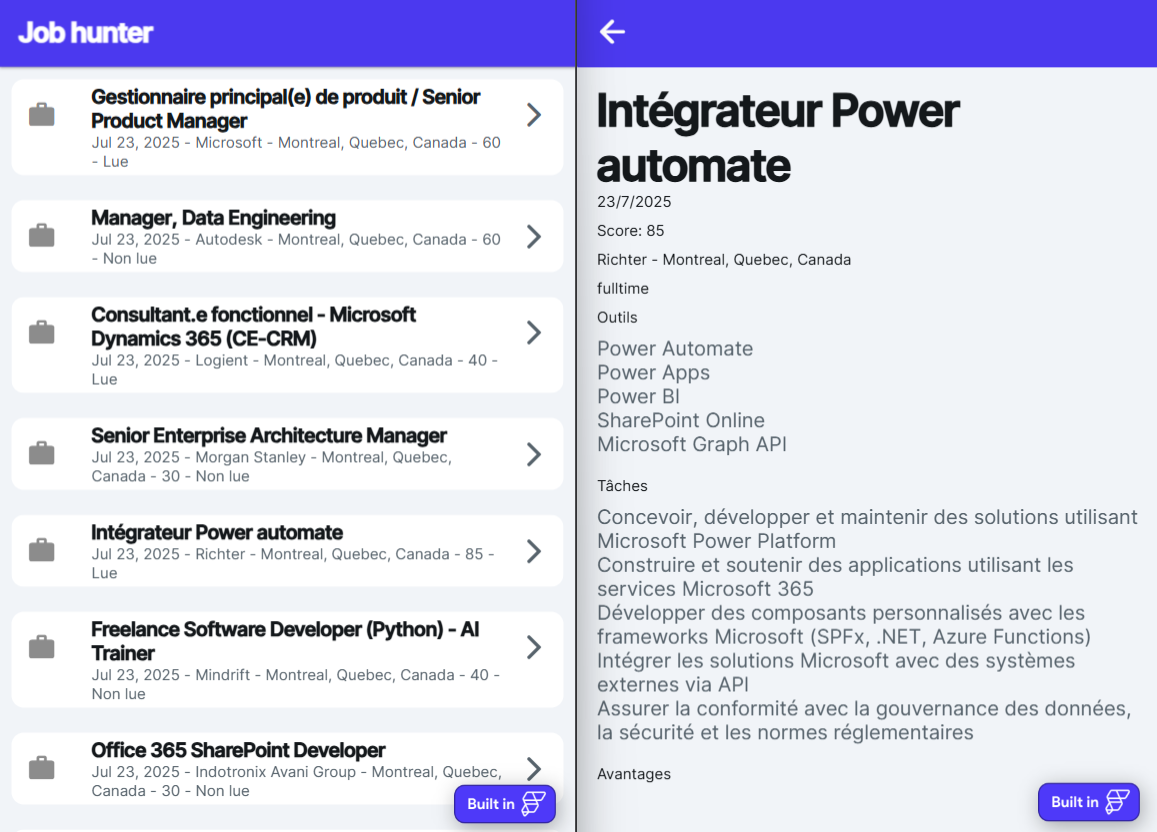 Job hunter
Gestionnaire principal(e) de produit / Senior
Product Manager
Jul 23, 2025 - Microsoft - Montreal, Quebec, Canada - 60
- Lue
Manager, Data Engineering
Jul 23, 2025 - Autodesk - Montreal, Quebec, Canada - 60
- Non lue
Consultant.e fonctionnel - Microsoft
Dynamics 365 (CE-CRM)
Jul 23, 2025 - Logient - Montreal, Quebec, Canada - 40 -
Lue
Senior Enterprise Architecture Manager
Jul 23, 2025 - Morgan Stanley - Montreal, Quebec,
Canada - 30 - Non lue
Intégrateur Power automate
Jul 23, 2025 - Richter - Montreal, Quebec, Canada - 85 -
Lue
Freelance Software Developer (Python) - AI
Trainer
Jul 23, 2025 - Mindrift - Montreal, Quebec, Canada - 40 -
Non lue
Office 365 SharePoint Developer
Jul 23, 2025 - Indotronix Avani Group - Montreal, Quebec,
Canada - 30 - Non lue
Built in
Intégrateur Power
automate
23/7/2025
Score: 85
Richter - Montreal, Quebec, Canada
fulltime
Outils
Power Automate
Power Apps
Power BI
SharePoint Online
Microsoft Graph API
Tâches
Concevoir, développer et maintenir des solutions utilisant
Microsoft Power Platform
Construire et soutenir des applications utilisant les
services Microsoft 365
Développer des composants personnalisés avec les
frameworks Microsoft (SPFx, .NET, Azure Functions)
Intégrer les solutions Microsoft avec des systèmes
externes via API
Assurer la conformité avec la gouvernance des données,
la sécurité et les normes réglementaires
Avantages
Built in